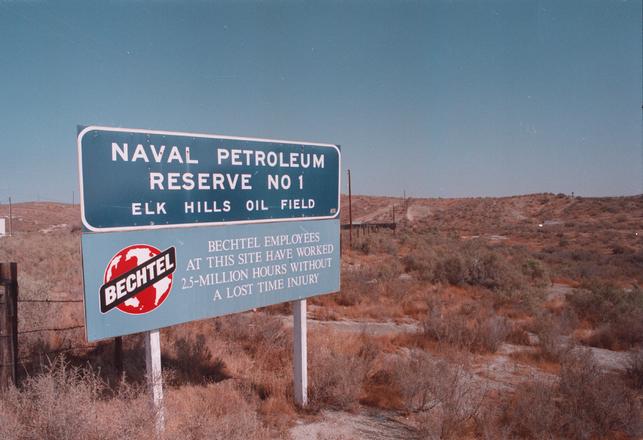 NAVAL PETROLEUM
RESERVE NO 1
ELK HILLS OIL FIELD
BECHTEL
BECHTEL EMPLOYEES
AT THIS SITE HAVE WORKED
2.5-MILLION HOURS WITHOUT
A LOST TIME INJURY